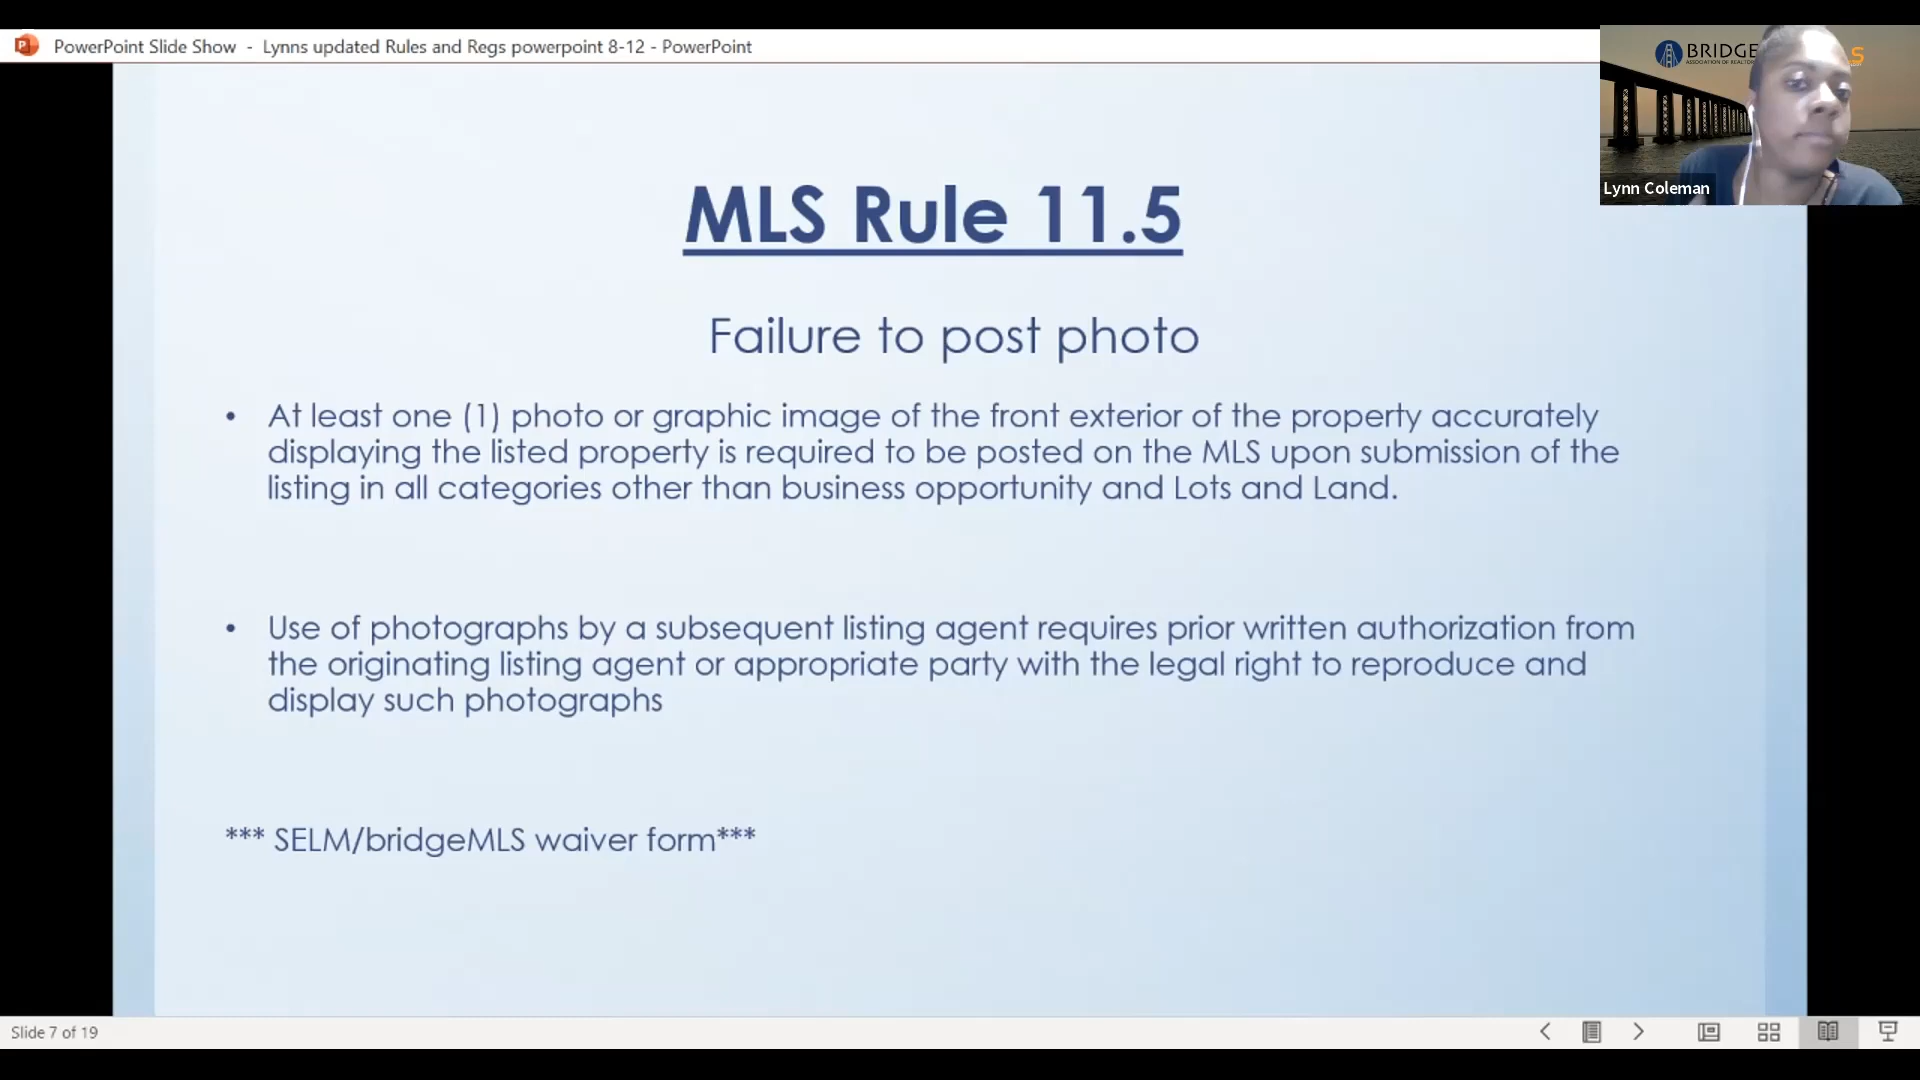 PowerPoint Slide Show - Lynns updated Rules and Regs powerpoint 8-12 - PowerPoint
BRIDGE
S
Lynn Coleman
MLS Rule 11.5
Failure to post photo
• At least one (1) photo or graphic image of the front exterior of the property accurately
displaying the listed property is required to be posted on the MLS upon submission of the
listing in all categories other than business opportunity and Lots and Land.
• Use of photographs by a subsequent listing agent requires prior written authorization from
the originating listing agent or appropriate party with the legal right to reproduce and
display such photographs
*** SELM/bridgeMLS waiver form***
Slide 7 of 19